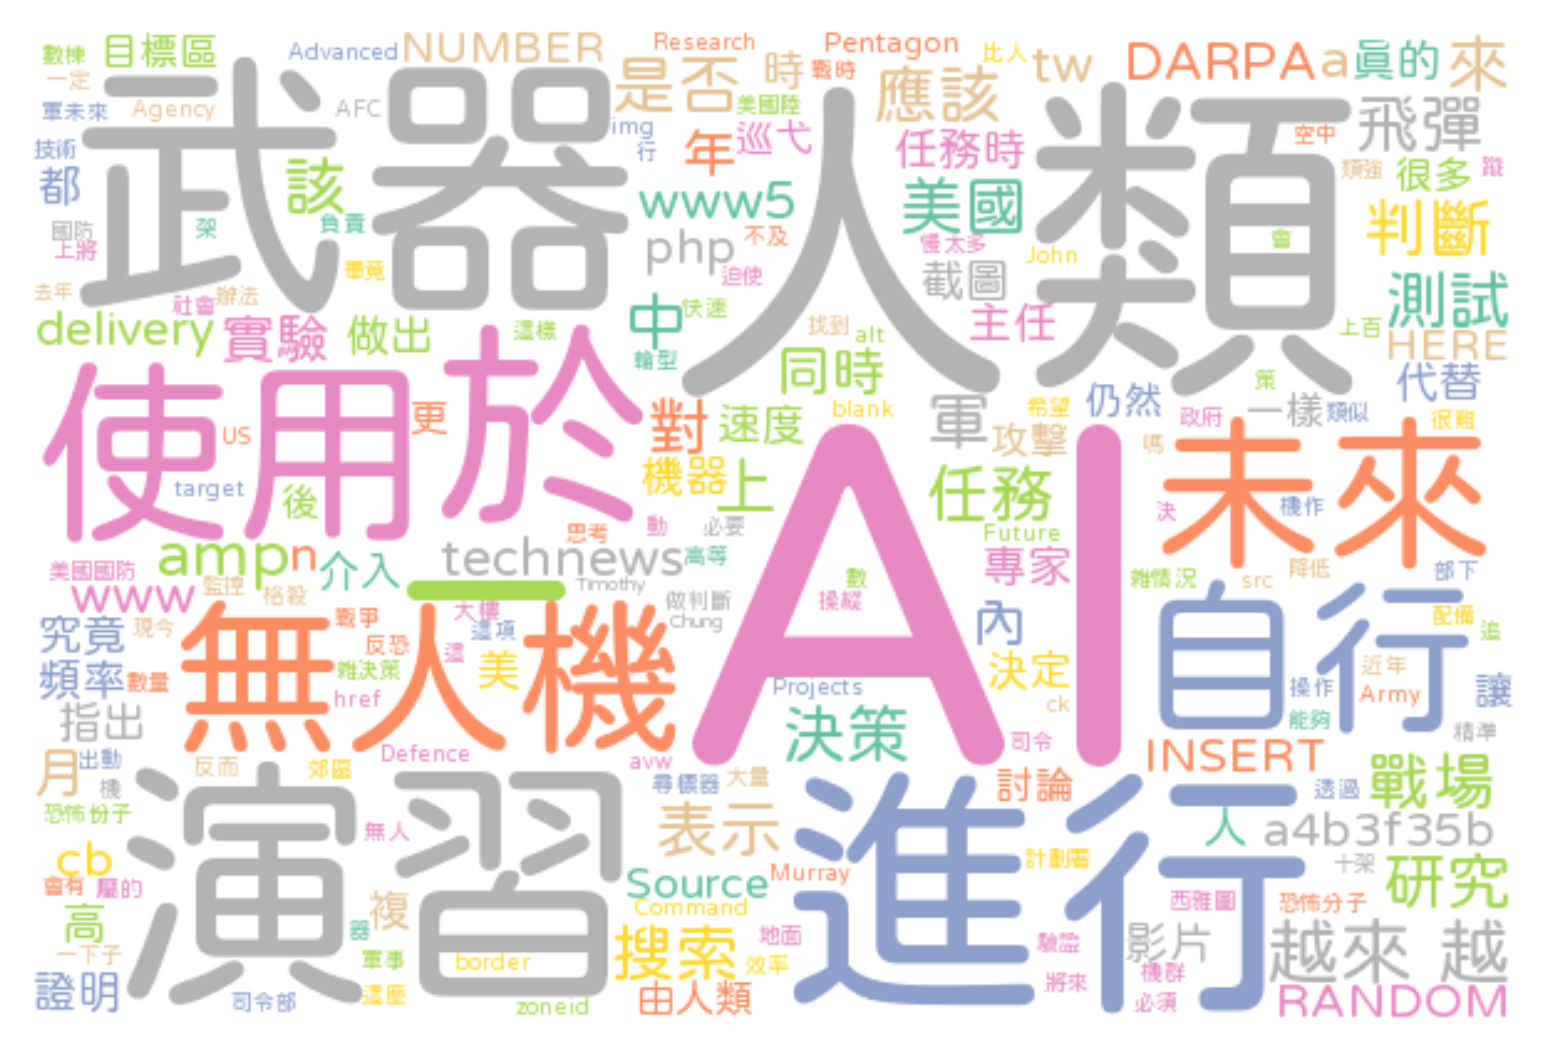 數棟
目標區
Advanced
NUMBER
Research
Pentagon
比人
tw
DARPA
a
真的
來
一定
是否
時
戰時
應該
軍未來
Agency
AFC
武器
人類
美國陸
img
行
年
巡弋
任務時
空中
飛彈
技術
都
該
類強
很多
蹤
www5
美國
國防
上將
架
負責
php
不及
慢太多
John
會
判斷
畢竟
迫使
截圖
去年
社會
辦法
中
快速
測試
delivery
實驗
做出
這樣
找到
alt
主任
上百
HERE
輪型
同時
策
代替
使用於
更
US
對
速度
blank
軍
攻擊
希望
仍然
政府
一樣
類似
很難
AI
未來
嗎
target
後
機器
上
任務
決
機作
思考
動
必要
Future
amp
n
介入
technews
高等
專家
雜情況
src
降低
部下
美國國防
www
監控
格殺
一
Timothy
數
操縱
做判斷
Chung
究竟
現今
無人機
戰爭
大樓
這項
反恐
這
內
自行
配備
追
頻率
數量
雜決策
href
美
Projects
決定
ck
操作
近年
Army
讓
指出
決策
能夠
精準
司令
月
出動
反而
郊區
Defence
avw
INSERT
機
尋標器
大量
討論
透過
戰場
恐怖份子
演習
進行
無人
表示
人
a4b3f35b
cb
會有
屬的
Source
Murray
計劃署
十架
研究
高
複
器
Command
西雅圖
恐怖分子
一下子
軍事
border
搜索
地面
效率
驗證
影片
越來 越
證明
司令部
這麼
zoneid
由人類
將來
機群
必須
RANDOM